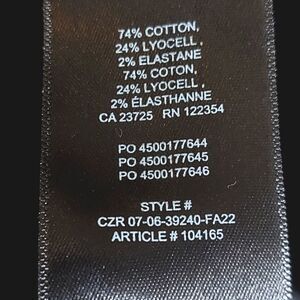 74% COTTON,
24% LYOCELL,
2% ELASTANE
74% COTON,
24% LYOCELL,
2% ÉLASTHANNE
CA 23725 RN 122354
PO 4500177644
PO 4500177645
PO 4500177646
STYLE #
CZR 07-06-39240-FA22
ARTICLE # 104165